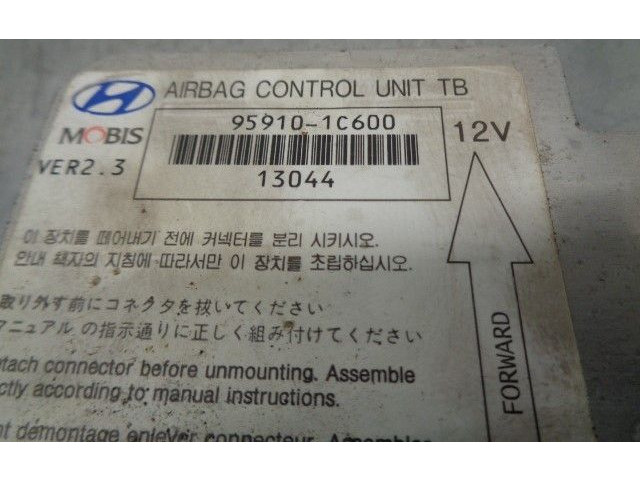 AIRBAG CONTROL UNIT TB
MOBIS
95910-1C600
12V
VER2.3
13044
이 장치를 떼어내기 전에 커넥터를 분리 시키시오.
안내 책자의 지침에 따라서만 이 장치를 조립하십시오.
取り外す前にコネクタを抜いてください
マニュアル の指示通りに正しく組み付けてください
FORWARD
connector before unmounting. Assemble
according to manual instructions.
démontage enlever connecteur. Assembler